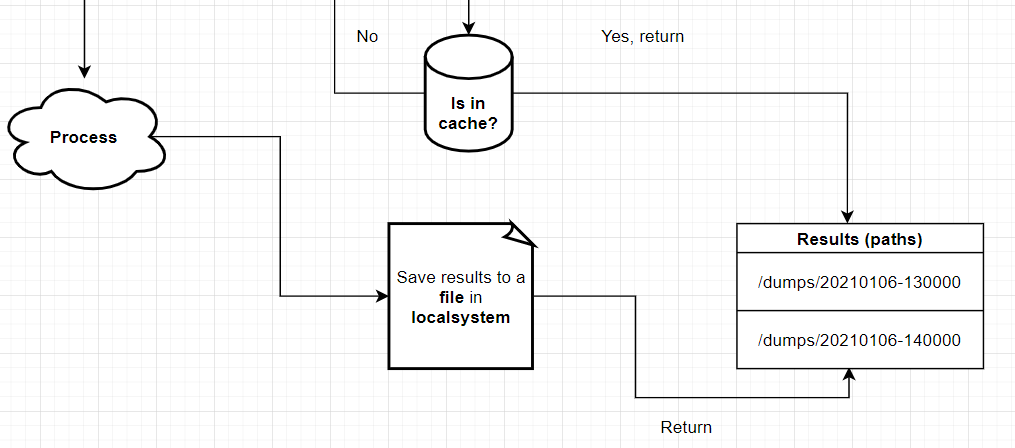 No
Yes, return
Is in
cache?
Process
Save results to a
file in
localsystem
Results (paths)
/dumps/20210106-130000
/dumps/20210106-140000
Return